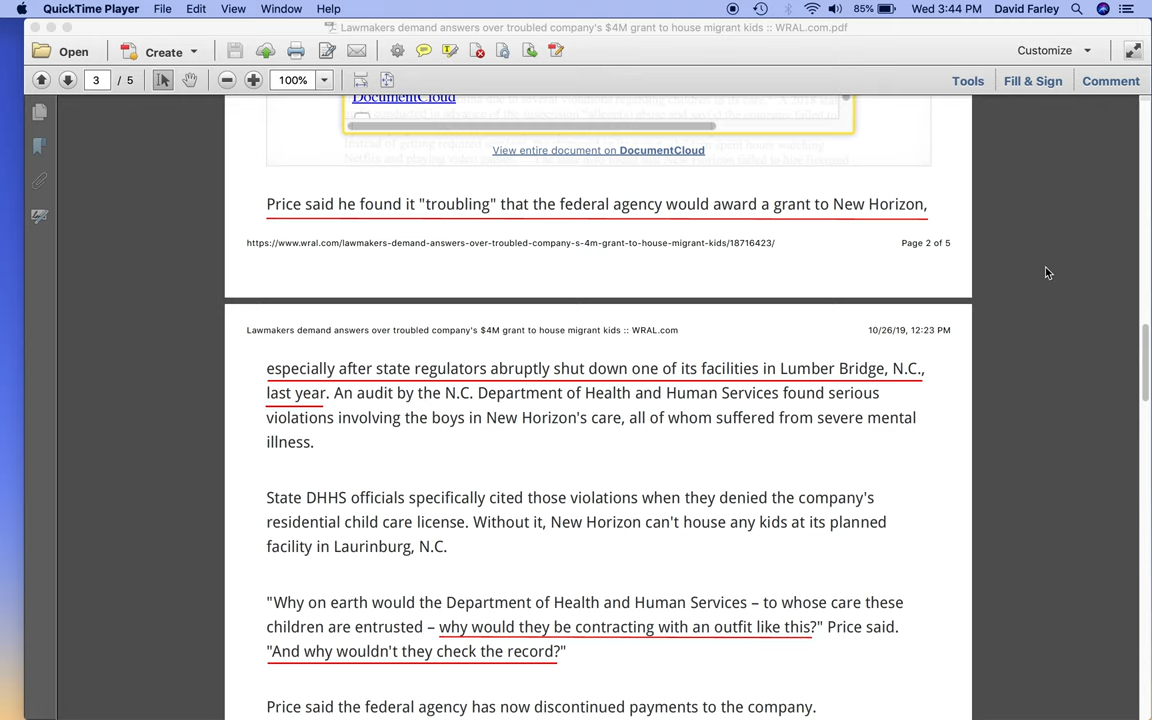 QuickTime Player File Edit View Window Help 85% Wed 3:44 PM David Farley
Lawmakers demand answers over troubled company's $4M grant to house migrant kids :: WRAL.com.pdf
Open Create Customize
3 / 5 100% Tools Fill & Sign Comment
DocumentCloud
Instead of getting required
Netflix and playing video
View entire document on DocumentCloud
Price said he found it "troubling" that the federal agency would award a grant to New Horizon,
https://www.wral.com/lawmakers-demand-answers-over-troubled-company-s-4m-grant-to-house-migrant-kids/18716423/ Page 2 of 5
Lawmakers demand answers over troubled company's $4M grant to house migrant kids :: WRAL.com 10/26/19, 12:23 PM
especially after state regulators abruptly shut down one of its facilities in Lumber Bridge, N.C.,
last year. An audit by the N.C. Department of Health and Human Services found serious
violations involving the boys in New Horizon's care, all of whom suffered from severe mental
illness.
State DHHS officials specifically cited those violations when they denied the company's
residential child care license. Without it, New Horizon can't house any kids at its planned
facility in Laurinburg, N.C.
"Why on earth would the Department of Health and Human Services – to whose care these
children are entrusted – why would they be contracting with an outfit like this?" Price said.
"And why wouldn't they check the record?"
Price said the federal agency has now discontinued payments to the company.